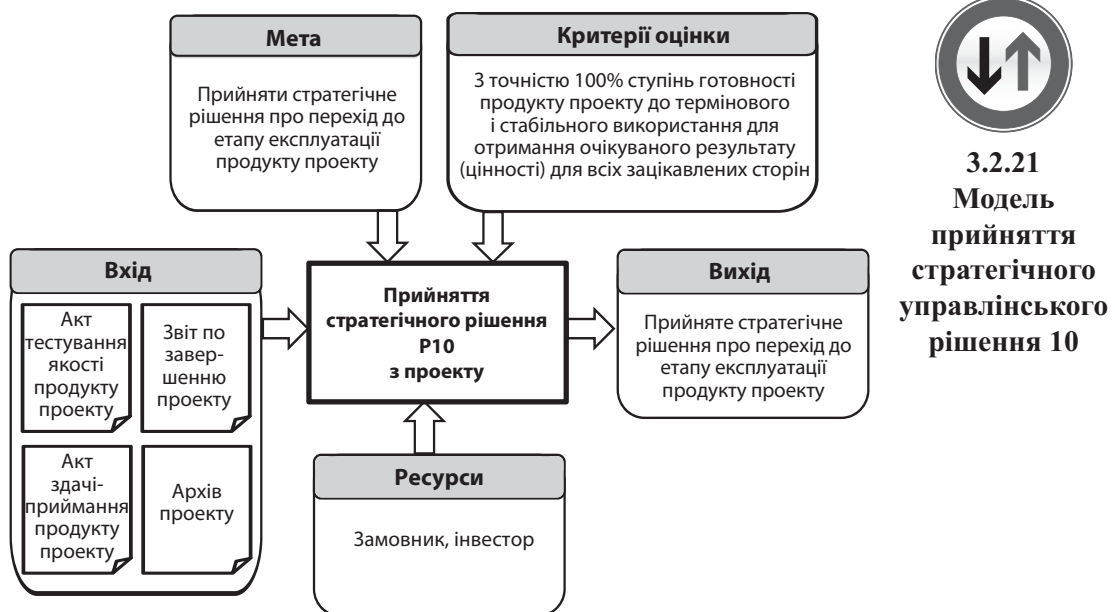 Мета
Прийняти стратегічне
рішення про перехід до
етапу експлуатації
продукту проекту
Критерії оцінки
З точністю 100% ступінь готовності
продукту проекту до термінового
і стабільного використання для
отримання очікуваного результату
(цінності) для всіх зацікавлених сторін
3.2.21
Модель
прийняття
стратегічного
управлінського
рішення 10
Вхід
Акт
тестування
якості
продукту
проекту
Звіт по
завер-
шенню
проекту
Акт
здачі-
приймання
продукту
проекту
Архів
проекту
Прийняття
стратегічного рішення
Р10
з проекту
Вихід
Прийняте стратегічне
рішення про перехід до
етапу експлуатації
продукту проекту
Ресурси
Замовник, інвестор